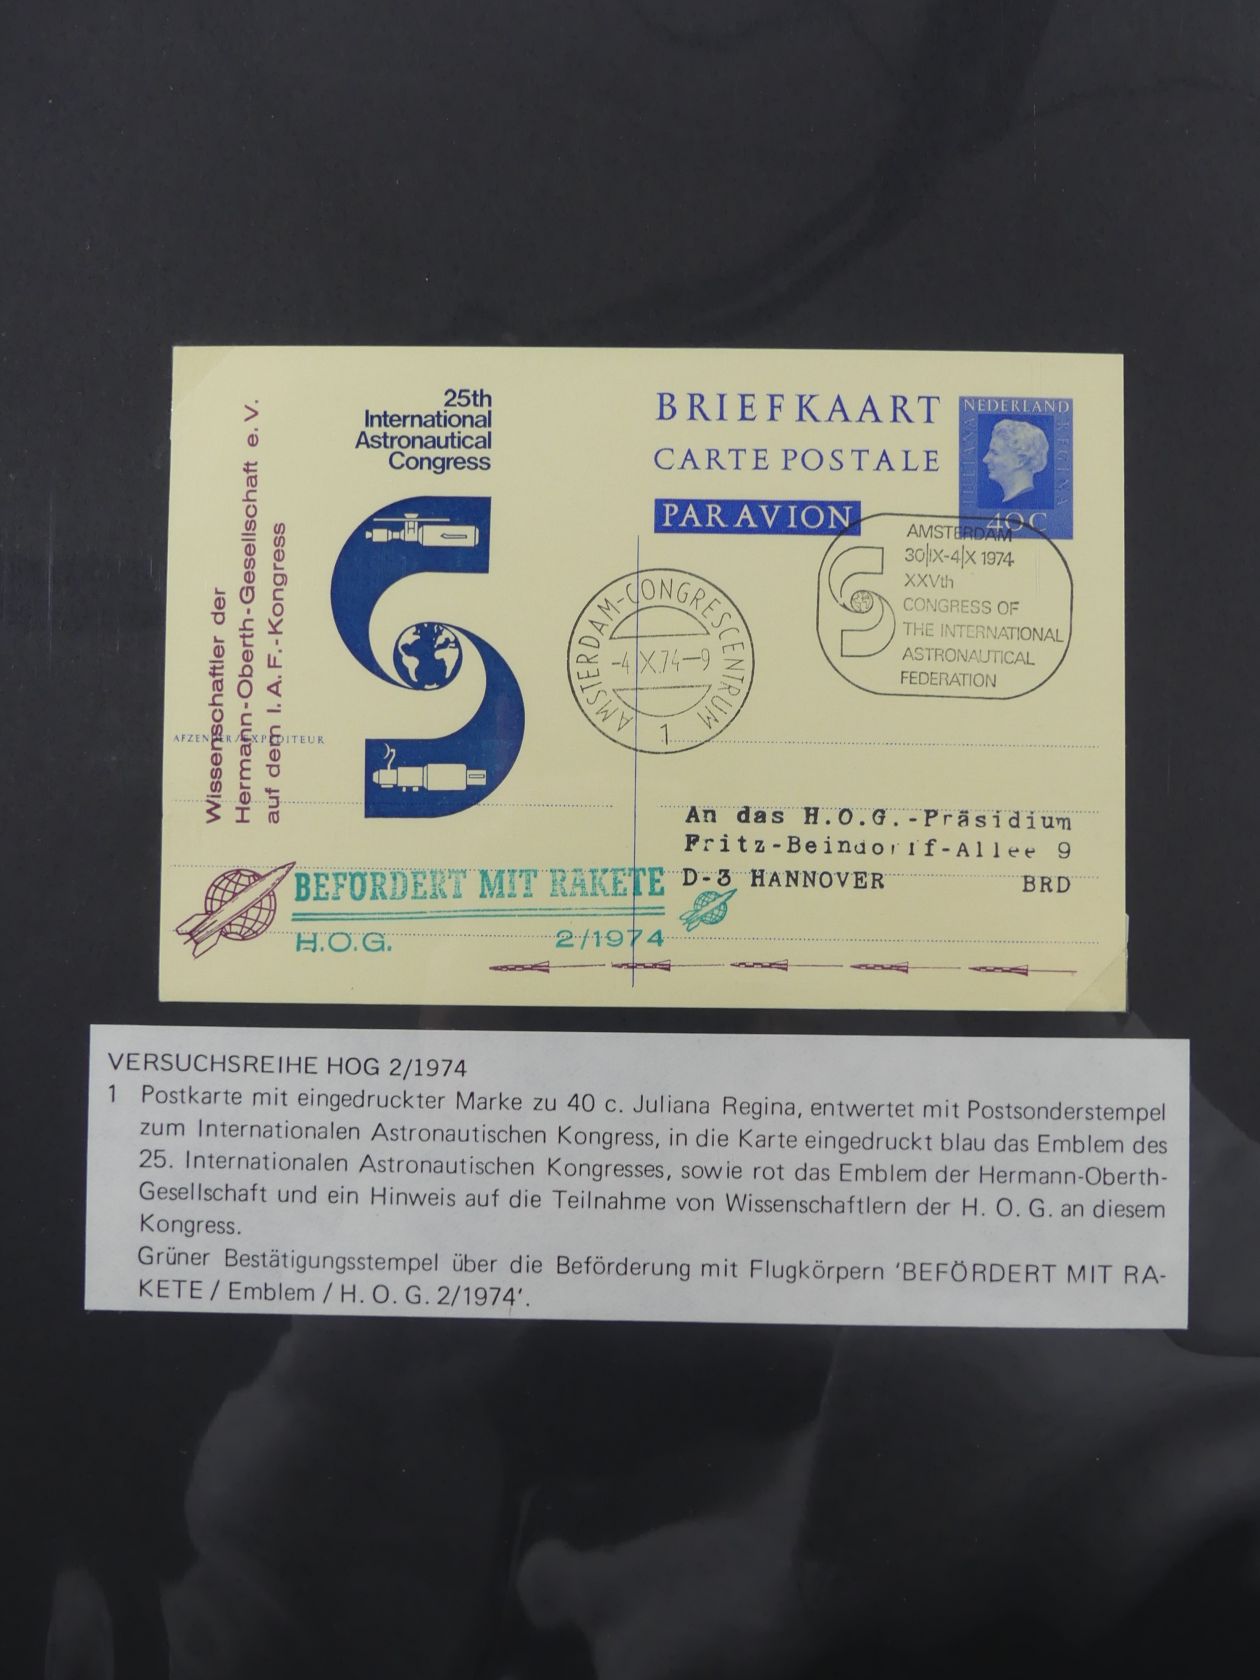 Wissenschaftler der
Hermann-Oberth-Gesellschaft e. V.
auf dem I. A. F.-Kongress
25th
International
Astronautical
Congress
BRIEFKAART
CARTE POSTALE
PAR AVION
NEDERLAND
JULIANA
REGINA
40C
AMSTERDAM
30|IX-4|X 1974
XXVth
CONGRESS OF
THE INTERNATIONAL
ASTRONAUTICAL
FEDERATION
AMSTERDAM-CONGRESCENTRUM
-4.X.74-9
1
AFZENDER/EXPEDITEUR
An das H.O.G.-Präsidium
Fritz-Beindorff-Allee 9
D-3 HANNOVER BRD
BEFÖRDERT MIT RAKETE
H.O.G. 2/1974
VERSUCHSREIHE HOG 2/1974
1 Postkarte mit eingedruckter Marke zu 40 c. Juliana Regina, entwertet mit Postsonderstempel
zum Internationalen Astronautischen Kongress, in die Karte eingedruckt blau das Emblem des
25. Internationalen Astronautischen Kongresses, sowie rot das Emblem der Hermann-Oberth-
Gesellschaft und ein Hinweis auf die Teilnahme von Wissenschaftlern der H. O. G. an diesem
Kongress.
Grüner Bestätigungsstempel über die Beförderung mit Flugkörpern 'BEFÖRDERT MIT RA-
KETE / Emblem / H. O. G. 2/1974'.